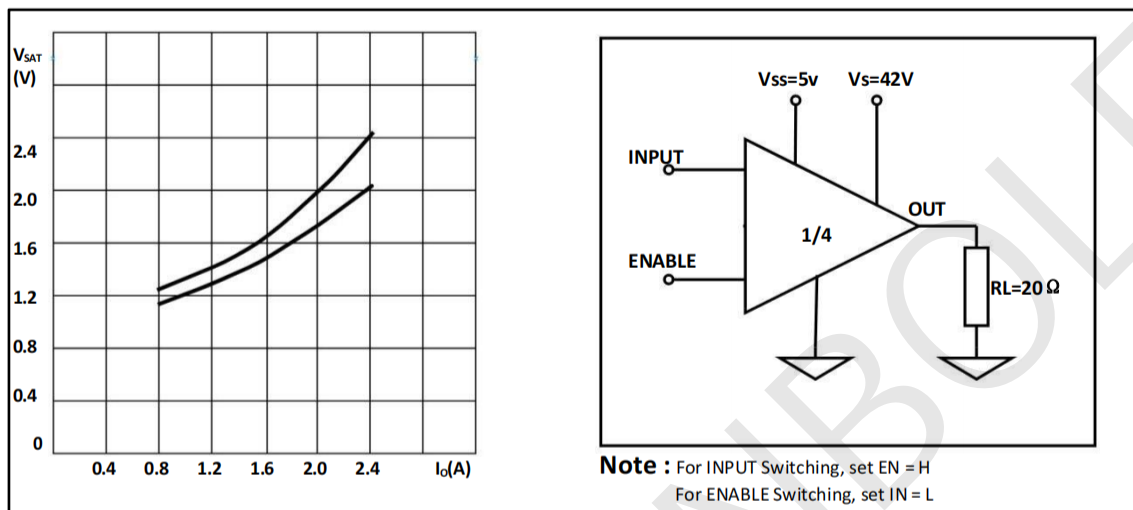 VSAT
(V)
2.4
2.0
1.6
1.2
0.8
0.4
0
0.4 0.8 1.2 1.6 2.0 2.4 Io(A)
Vss=5v Vs=42V
INPUT
OUT
1/4
ENABLE
RL=20 Ω
Note : For INPUT Switching, set EN = H
For ENABLE Switching, set IN = L